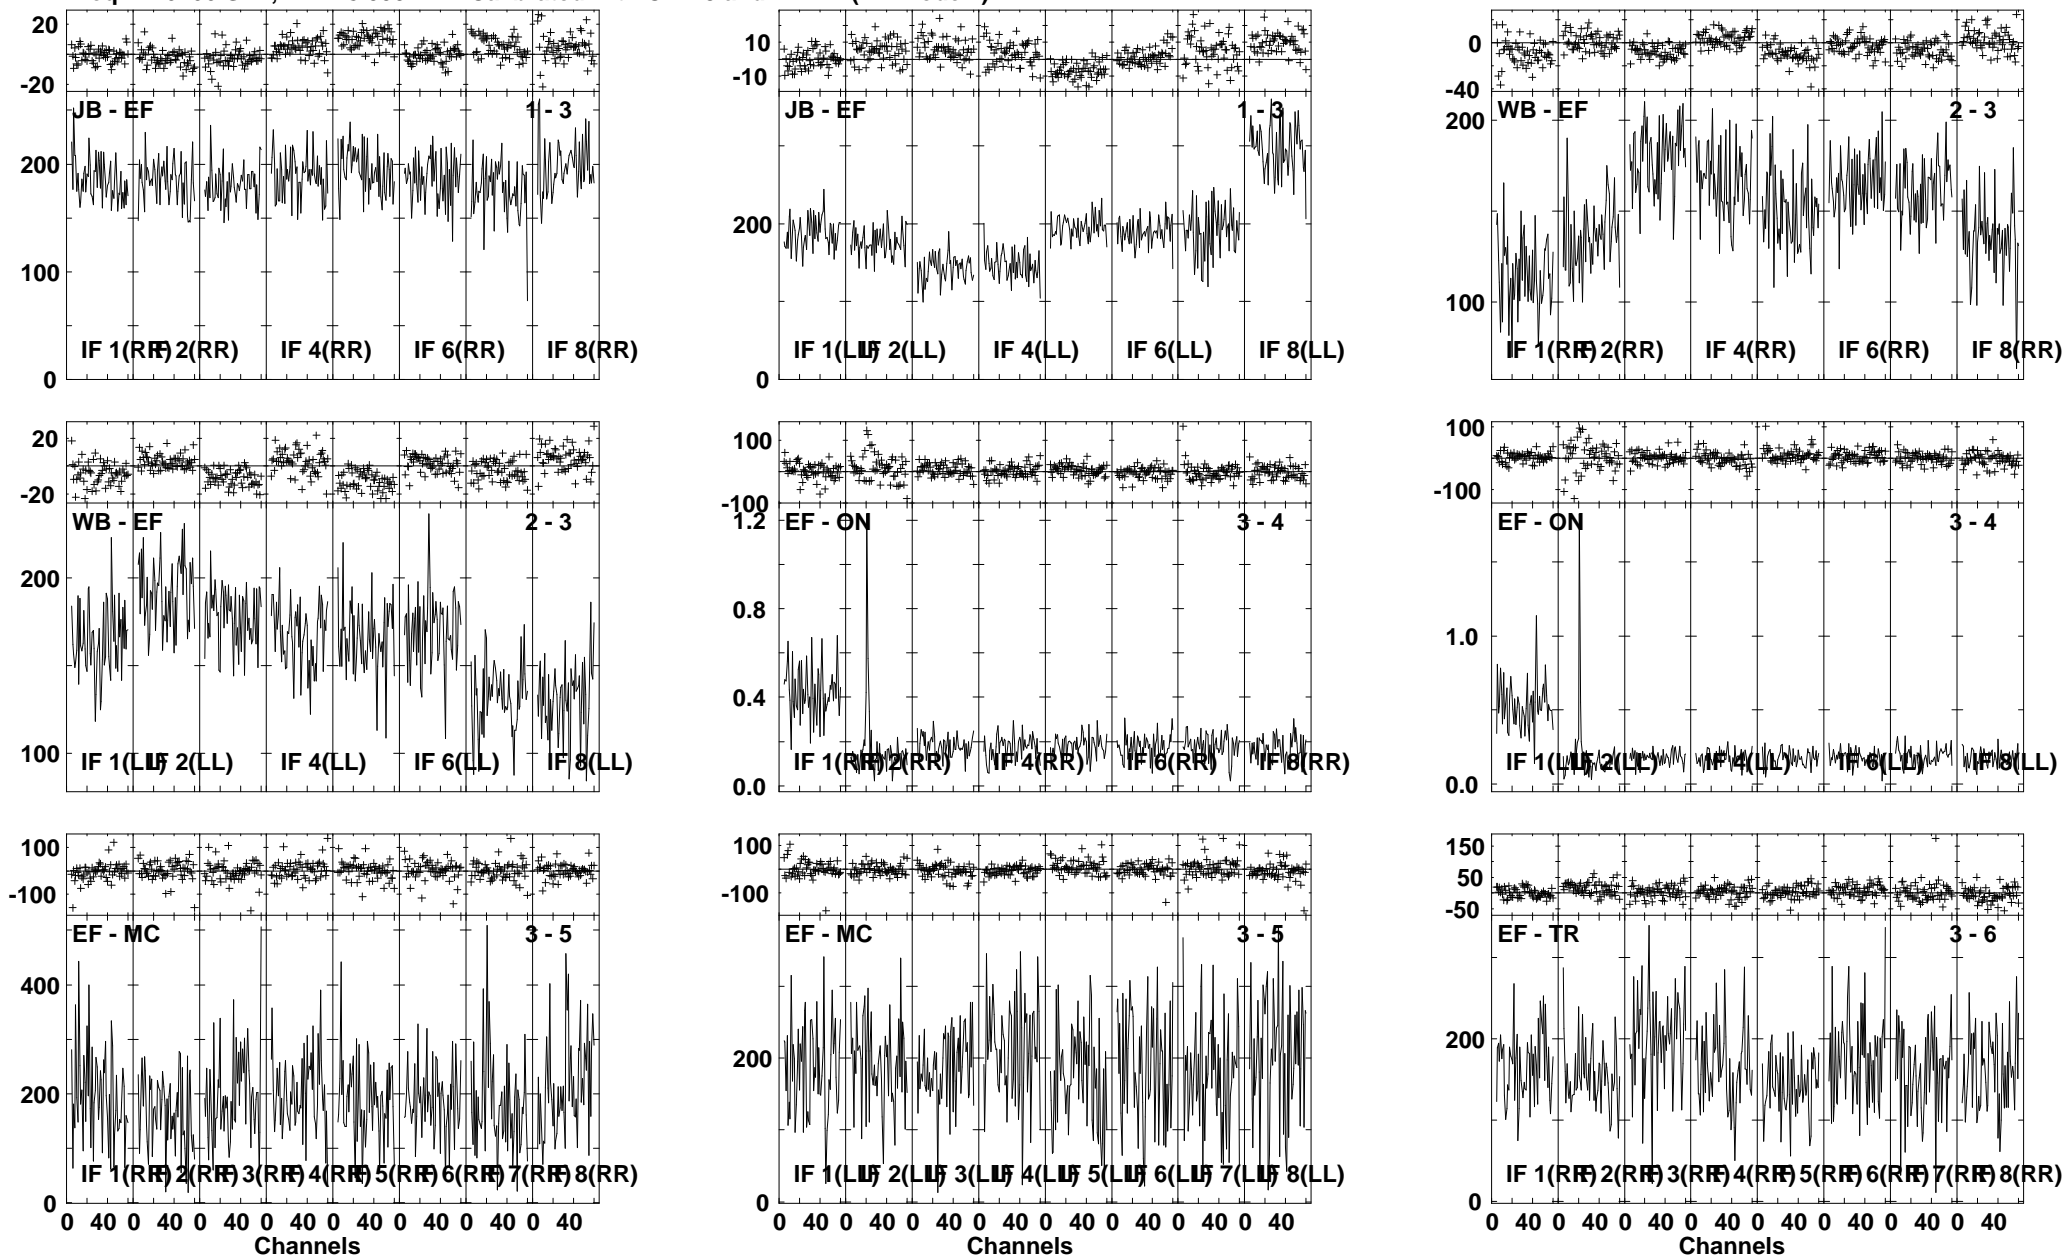 20
-20
JB - EF 1 - 3
200
100
0
IF 1(RR) IF 2(RR) IF 4(RR) IF 6(RR) IF 8(RR)
10
-10
JB - EF 1 - 3
200
0
IF 1(LL) IF 2(LL) IF 4(LL) IF 6(LL) IF 8(LL)
0
-40
WB - EF 2 - 3
200
100
IF 1(RR) IF 2(RR) IF 4(RR) IF 6(RR) IF 8(RR)
20
-20
WB - EF 2 - 3
200
100
IF 1(LL) IF 2(LL) IF 4(LL) IF 6(LL) IF 8(LL)
100
-100
EF - ON 3 - 4
1.2
0.8
0.4
0.0
IF 1(RR) IF 2(RR) IF 4(RR) IF 6(RR) IF 8(RR)
100
-100
EF - ON 3 - 4
1.0
0.0
IF 1(LL) IF 2(LL) IF 4(LL) IF 6(LL) IF 8(LL)
100
-100
EF - MC 3 - 5
400
200
0
IF 1(RR) IF 2(RR) IF 3(RR) IF 4(RR) IF 5(RR) IF 6(RR) IF 7(RR) IF 8(RR)
0 40 0 40 0 40 0 40 0 40 0 40 0 40 0 40
Channels
100
-100
EF - MC 3 - 5
200
0
IF 1(LL) IF 2(LL) IF 3(LL) IF 4(LL) IF 5(LL) IF 6(LL) IF 7(LL) IF 8(LL)
0 40 0 40 0 40 0 40 0 40 0 40 0 40 0 40
Channels
150
50
-50
EF - TR 3 - 6
200
0
IF 1(RR) IF 2(RR) IF 3(RR) IF 4(RR) IF 5(RR) IF 6(RR) IF 7(RR) IF 8(RR)
0 40 0 40 0 40 0 40 0 40 0 40 0 40 0 40
Channels